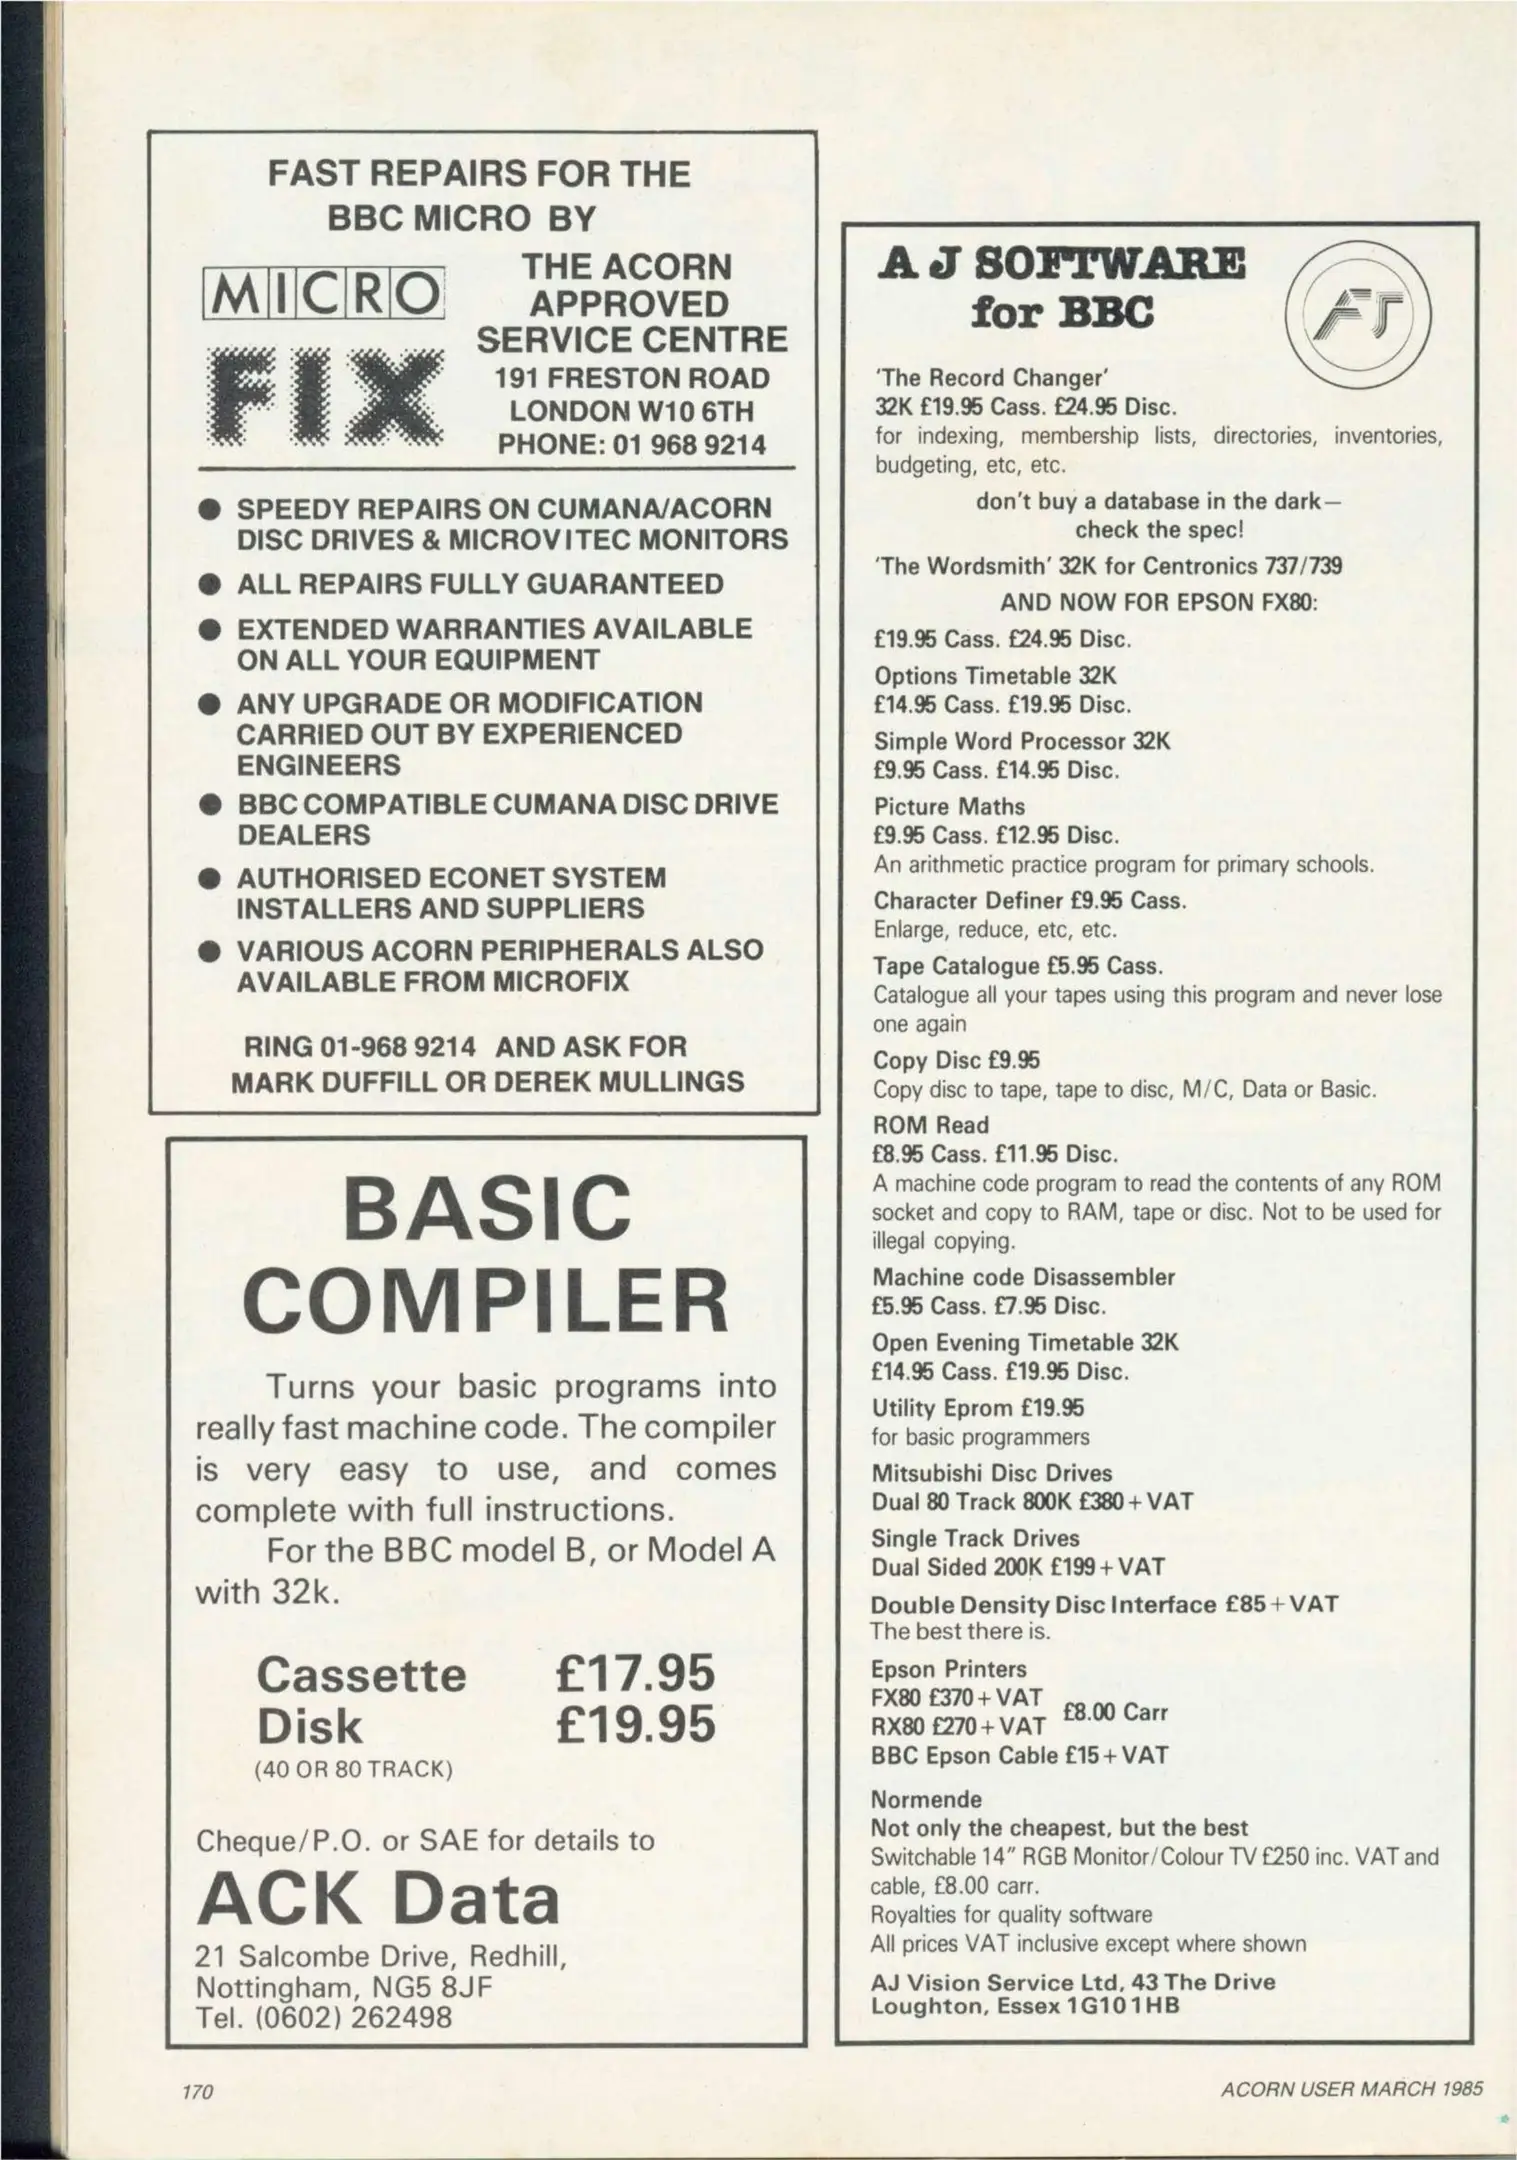 FAST REPAIRS FOR THE
BBC MICRO BY
MICRO
FIX
THE ACORN
APPROVED
SERVICE CENTRE
191 FRESTON ROAD
LONDON W10 6TH
PHONE: 01 968 9214
● SPEEDY REPAIRS ON CUMANA/ACORN
DISC DRIVES & MICROVITEC MONITORS
● ALL REPAIRS FULLY GUARANTEED
● EXTENDED WARRANTIES AVAILABLE
ON ALL YOUR EQUIPMENT
● ANY UPGRADE OR MODIFICATION
CARRIED OUT BY EXPERIENCED
ENGINEERS
● BBC COMPATIBLE CUMANA DISC DRIVE
DEALERS
● AUTHORISED ECONET SYSTEM
INSTALLERS AND SUPPLIERS
● VARIOUS ACORN PERIPHERALS ALSO
AVAILABLE FROM MICROFIX
RING 01-968 9214 AND ASK FOR
MARK DUFFILL OR DEREK MULLINGS
BASIC
COMPILER
Turns your basic programs into
really fast machine code. The compiler
is very easy to use, and comes
complete with full instructions.
For the BBC model B, or Model A
with 32k.
Cassette £17.95
Disk £19.95
(40 OR 80 TRACK)
Cheque/P.O. or SAE for details to
ACK Data
21 Salcombe Drive, Redhill,
Nottingham, NG5 8JF
Tel. (0602) 262498
A J SOFTWARE
for BBC
AJ
'The Record Changer'
32K £19.95 Cass. £24.95 Disc.
for indexing, membership lists, directories, inventories,
budgeting, etc, etc.
don't buy a database in the dark—
check the spec!
'The Wordsmith' 32K for Centronics 737/739
AND NOW FOR EPSON FX80:
£19.95 Cass. £24.95 Disc.
Options Timetable 32K
£14.95 Cass. £19.95 Disc.
Simple Word Processor 32K
£9.95 Cass. £14.95 Disc.
Picture Maths
£9.95 Cass. £12.95 Disc.
An arithmetic practice program for primary schools.
Character Definer £9.95 Cass.
Enlarge, reduce, etc, etc.
Tape Catalogue £5.95 Cass.
Catalogue all your tapes using this program and never lose
one again
Copy Disc £9.95
Copy disc to tape, tape to disc, M/C, Data or Basic.
ROM Read
£8.95 Cass. £11.95 Disc.
A machine code program to read the contents of any ROM
socket and copy to RAM, tape or disc. Not to be used for
illegal copying.
Machine code Disassembler
£5.95 Cass. £7.95 Disc.
Open Evening Timetable 32K
£14.95 Cass. £19.95 Disc.
Utility Eprom £19.95
for basic programmers
Mitsubishi Disc Drives
Dual 80 Track 800K £380+VAT
Single Track Drives
Dual Sided 200K £199+VAT
Double Density Disc Interface £85+VAT
The best there is.
Epson Printers
FX80 £370+VAT
RX80 £270+VAT £8.00 Carr
BBC Epson Cable £15+VAT
Normende
Not only the cheapest, but the best
Switchable 14" RGB Monitor/Colour TV £250 inc. VAT and
cable, £8.00 carr.
Royalties for quality software
All prices VAT inclusive except where shown
AJ Vision Service Ltd, 43 The Drive
Loughton, Essex 1G10 1HB
170
ACORN USER MARCH 1985